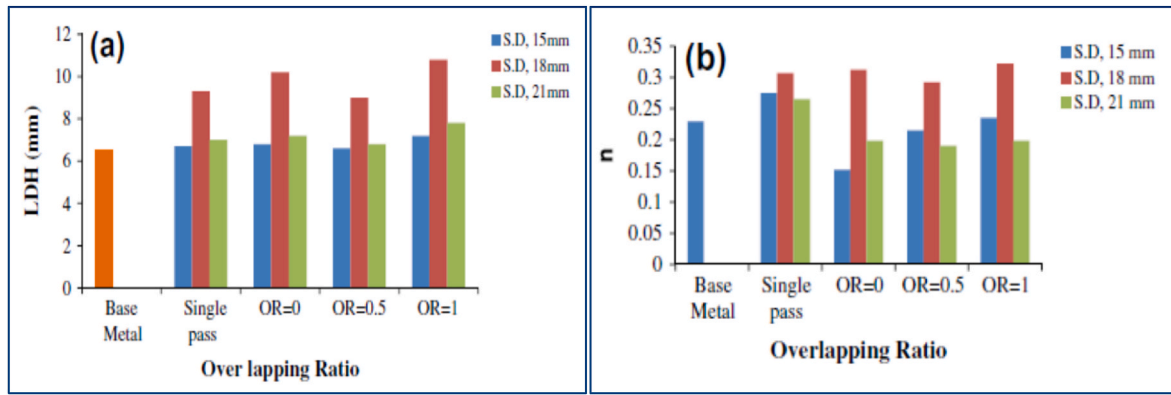 (a)
12
10
8
6
4
2
0
LDH (mm)
S.D, 15mm
S.D, 18mm
S.D, 21mm
Base Metal
Single pass
OR=0
OR=0.5
OR=1
Over lapping Ratio
(b)
0.35
0.3
0.25
0.2
0.15
0.1
0.05
0
n
S.D, 15 mm
S.D, 18 mm
S.D, 21 mm
Base Metal
Single pass
OR=0
OR=0.5
OR=1
Overlapping Ratio